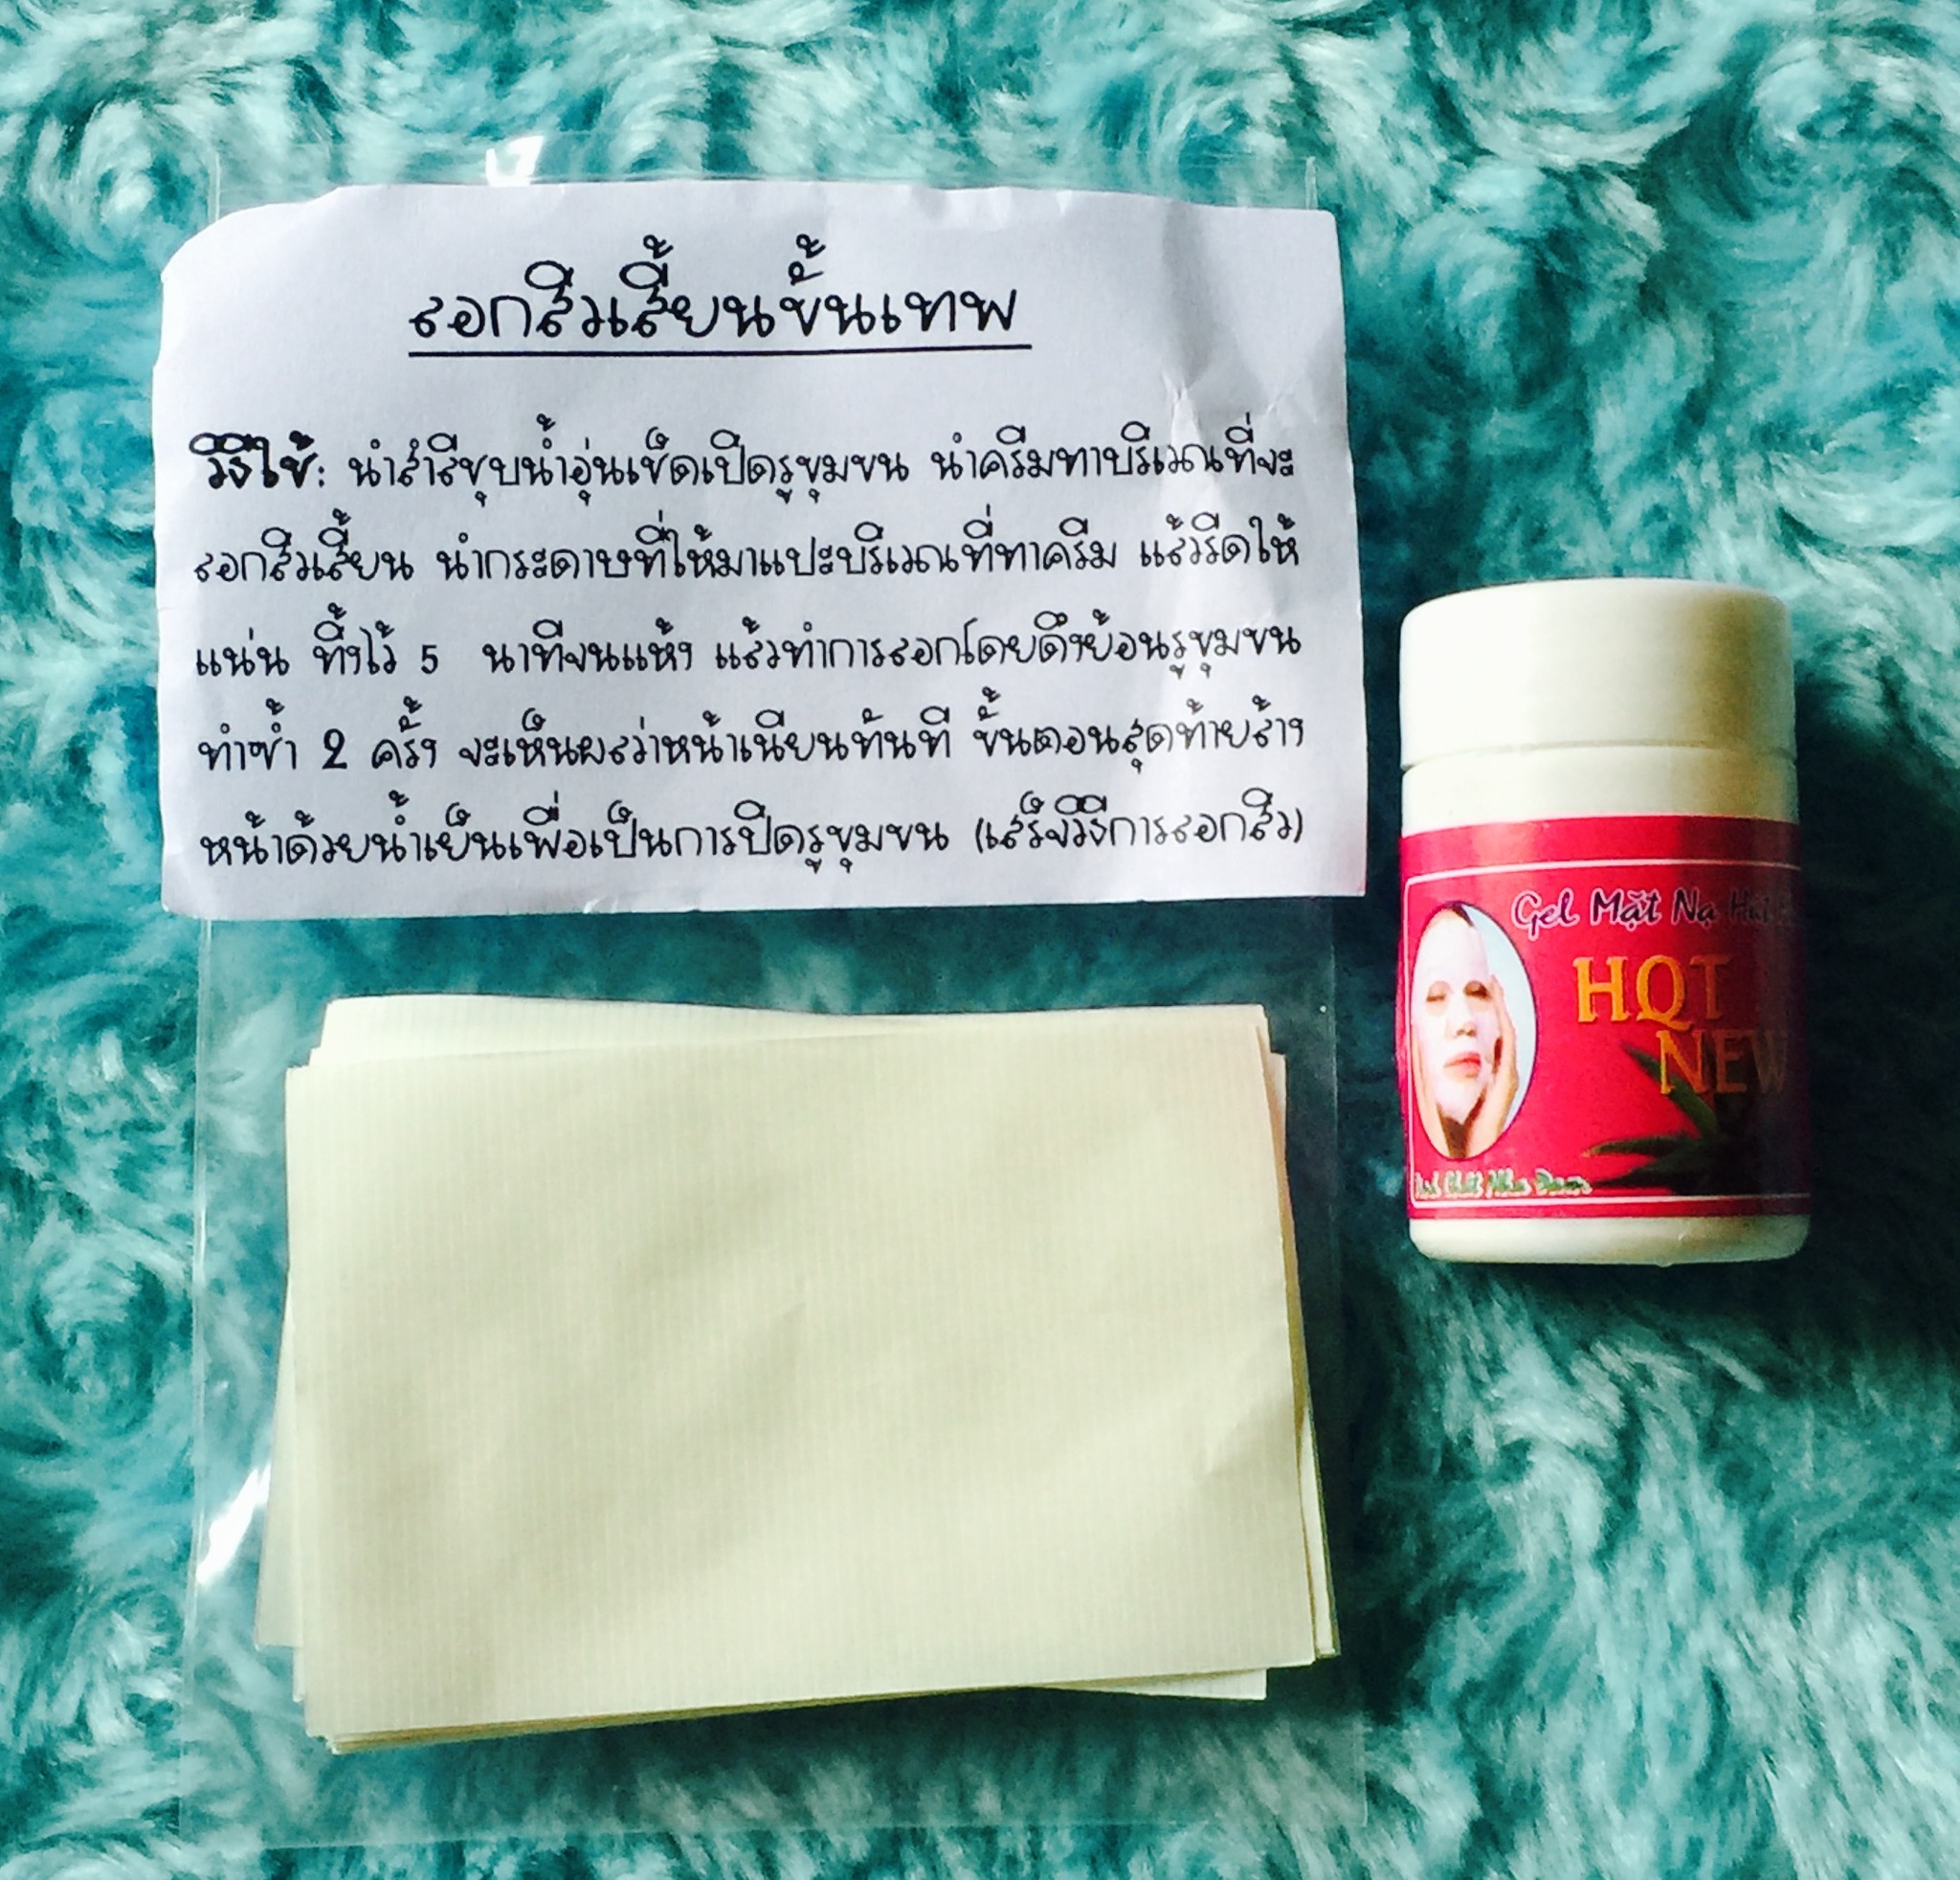 ลอกสิวเสี้ยนขั้นเทพ
วิธีใช้: นำสำลีชุบน้ำอุ่นเช็ดเปิดรูขุมขน นำครีมทาบริเวณที่จะ
ลอกสิวเสี้ยน นำกระดาษที่ให้มาแปะบริเวณที่ทาครีม แล้วรีดให้
แน่น ทิ้งไว้ 5 นาทีจนแห้ง แล้วทำการลอกโดยดึงย้อนรูขุมขน
ทำซ้ำ 2 ครั้ง จะเห็นผลว่าหน้าเนียนทันที ขั้นตอนสุดท้ายล้าง
หน้าด้วยน้ำเย็นเพื่อเป็นการปิดรูขุมขน (เสร็จวิธีการลอกสิว)
Gel Mặt Nạ Hút
HQT
NEW